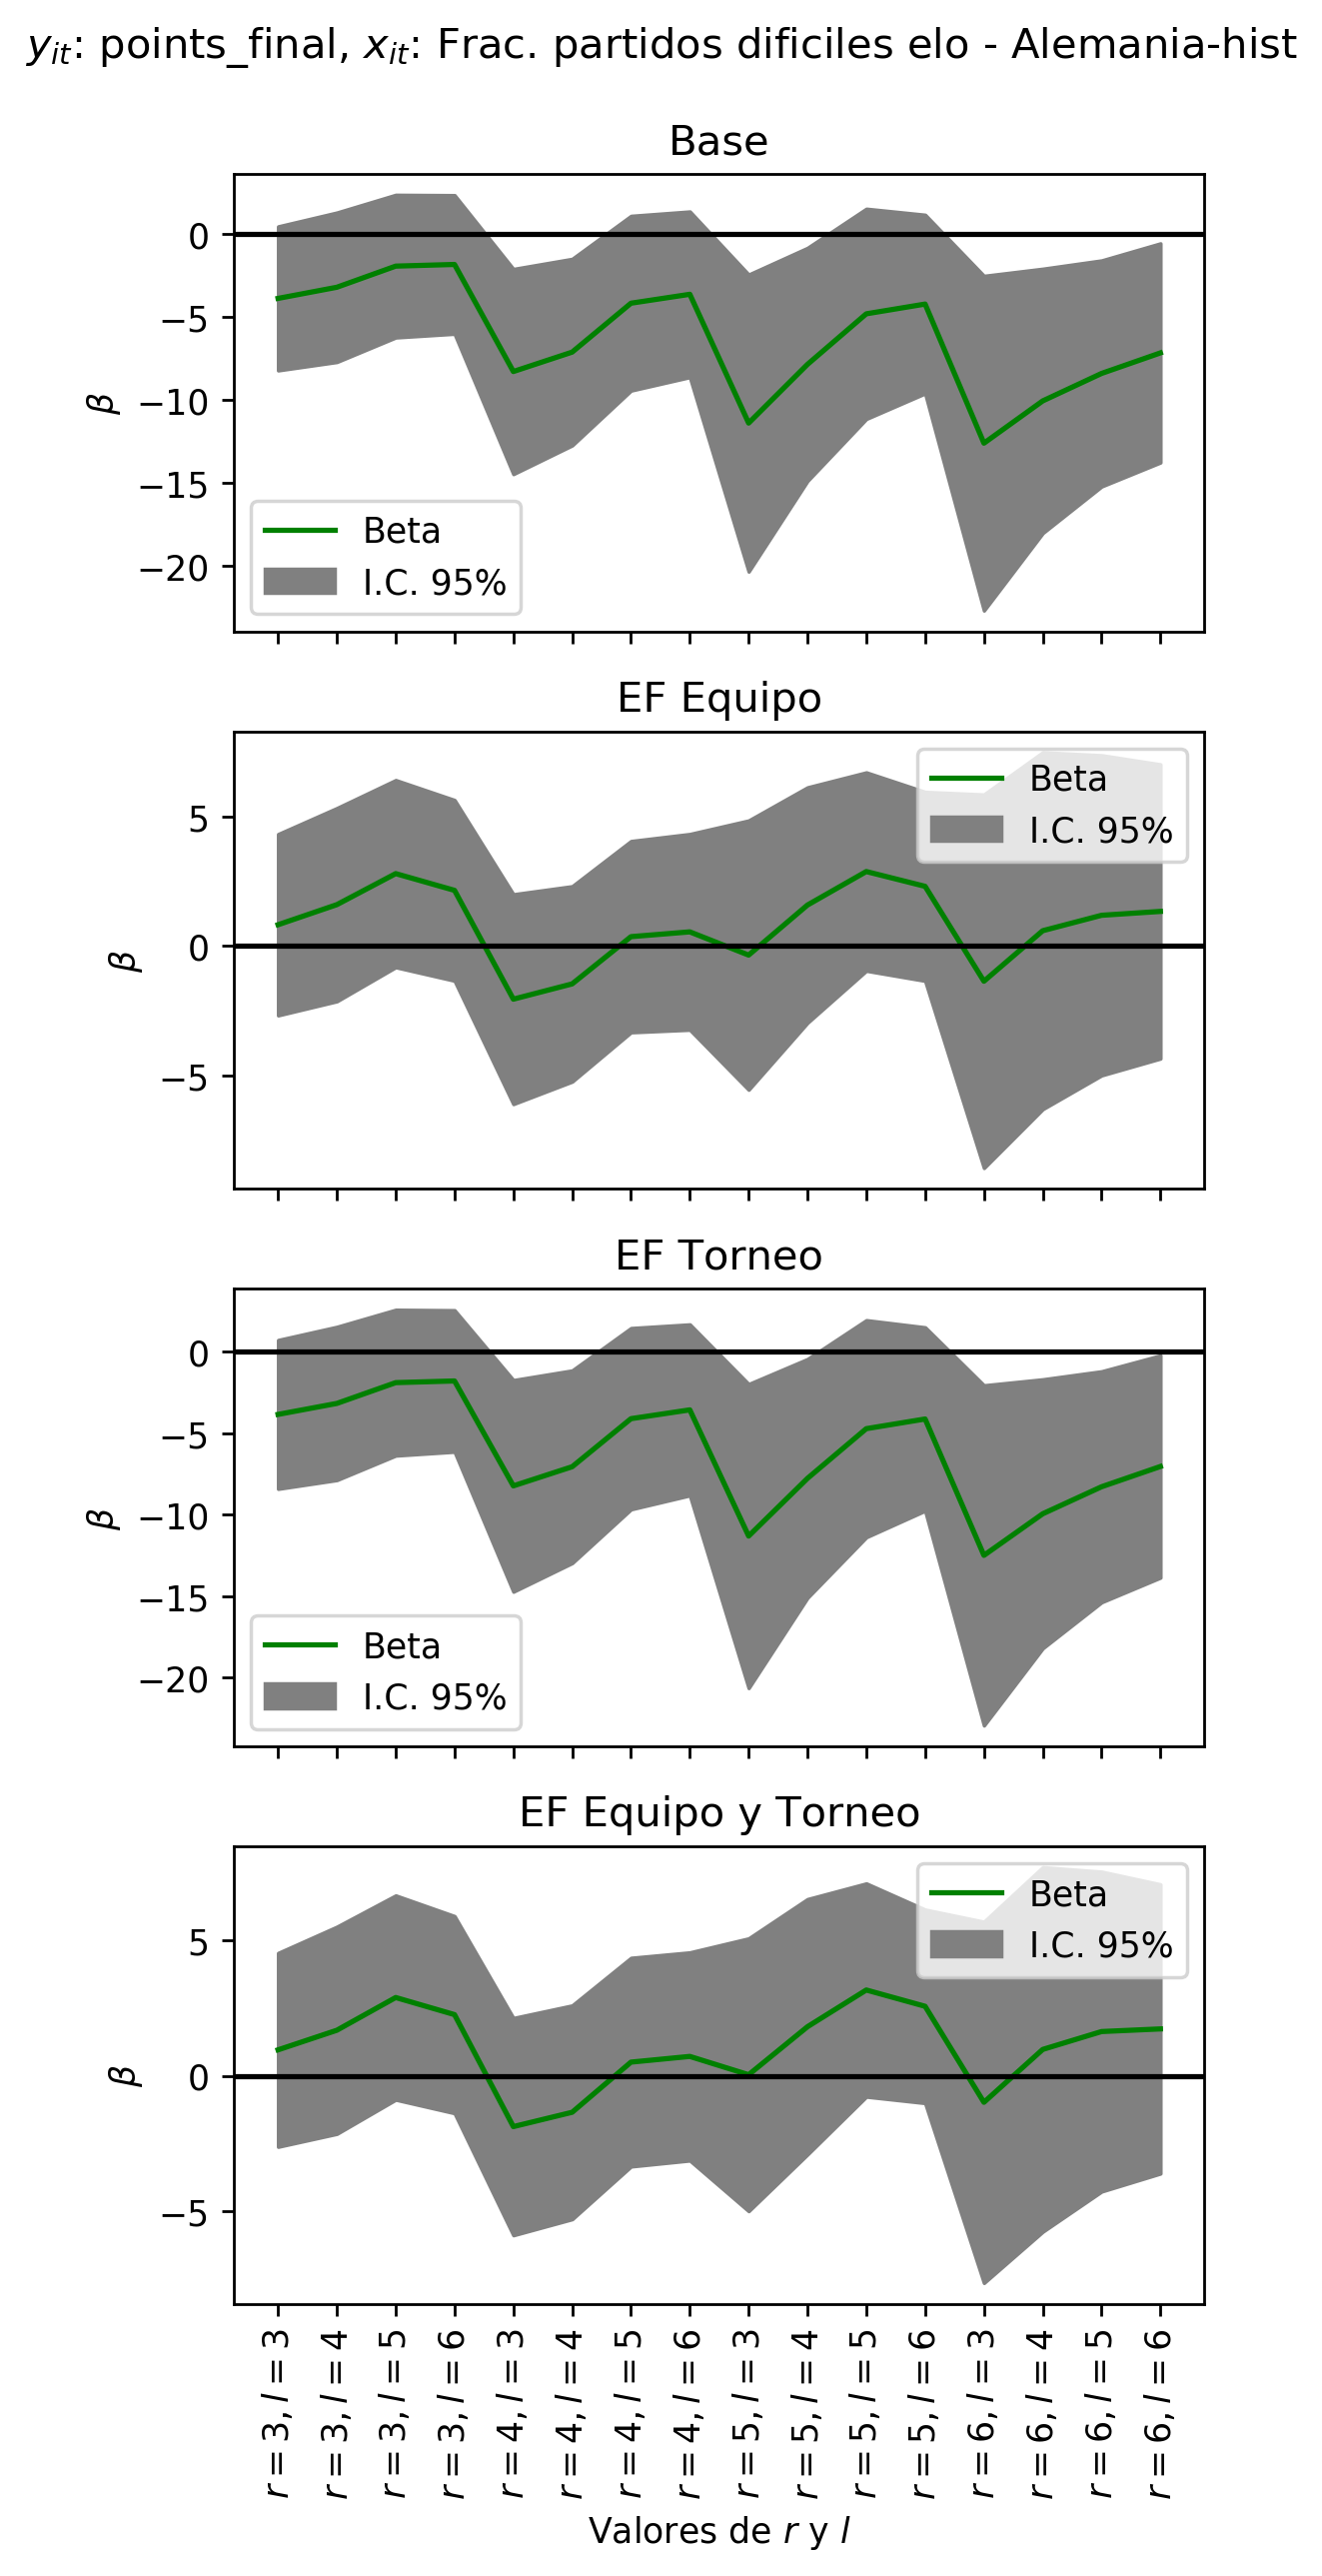 y_it: points_final, x_it: Frac. partidos dificiles elo - Alemania-hist
Base
0
−5
−10
−15
−20
β
Beta
I.C. 95%
EF Equipo
5
0
−5
β
Beta
I.C. 95%
EF Torneo
0
−5
−10
−15
−20
β
Beta
I.C. 95%
EF Equipo y Torneo
5
0
−5
β
Beta
I.C. 95%
r = 3, l = 3
r = 3, l = 4
r = 3, l = 5
r = 3, l = 6
r = 4, l = 3
r = 4, l = 4
r = 4, l = 5
r = 4, l = 6
r = 5, l = 3
r = 5, l = 4
r = 5, l = 5
r = 5, l = 6
r = 6, l = 3
r = 6, l = 4
r = 6, l = 5
r = 6, l = 6
Valores de r y l